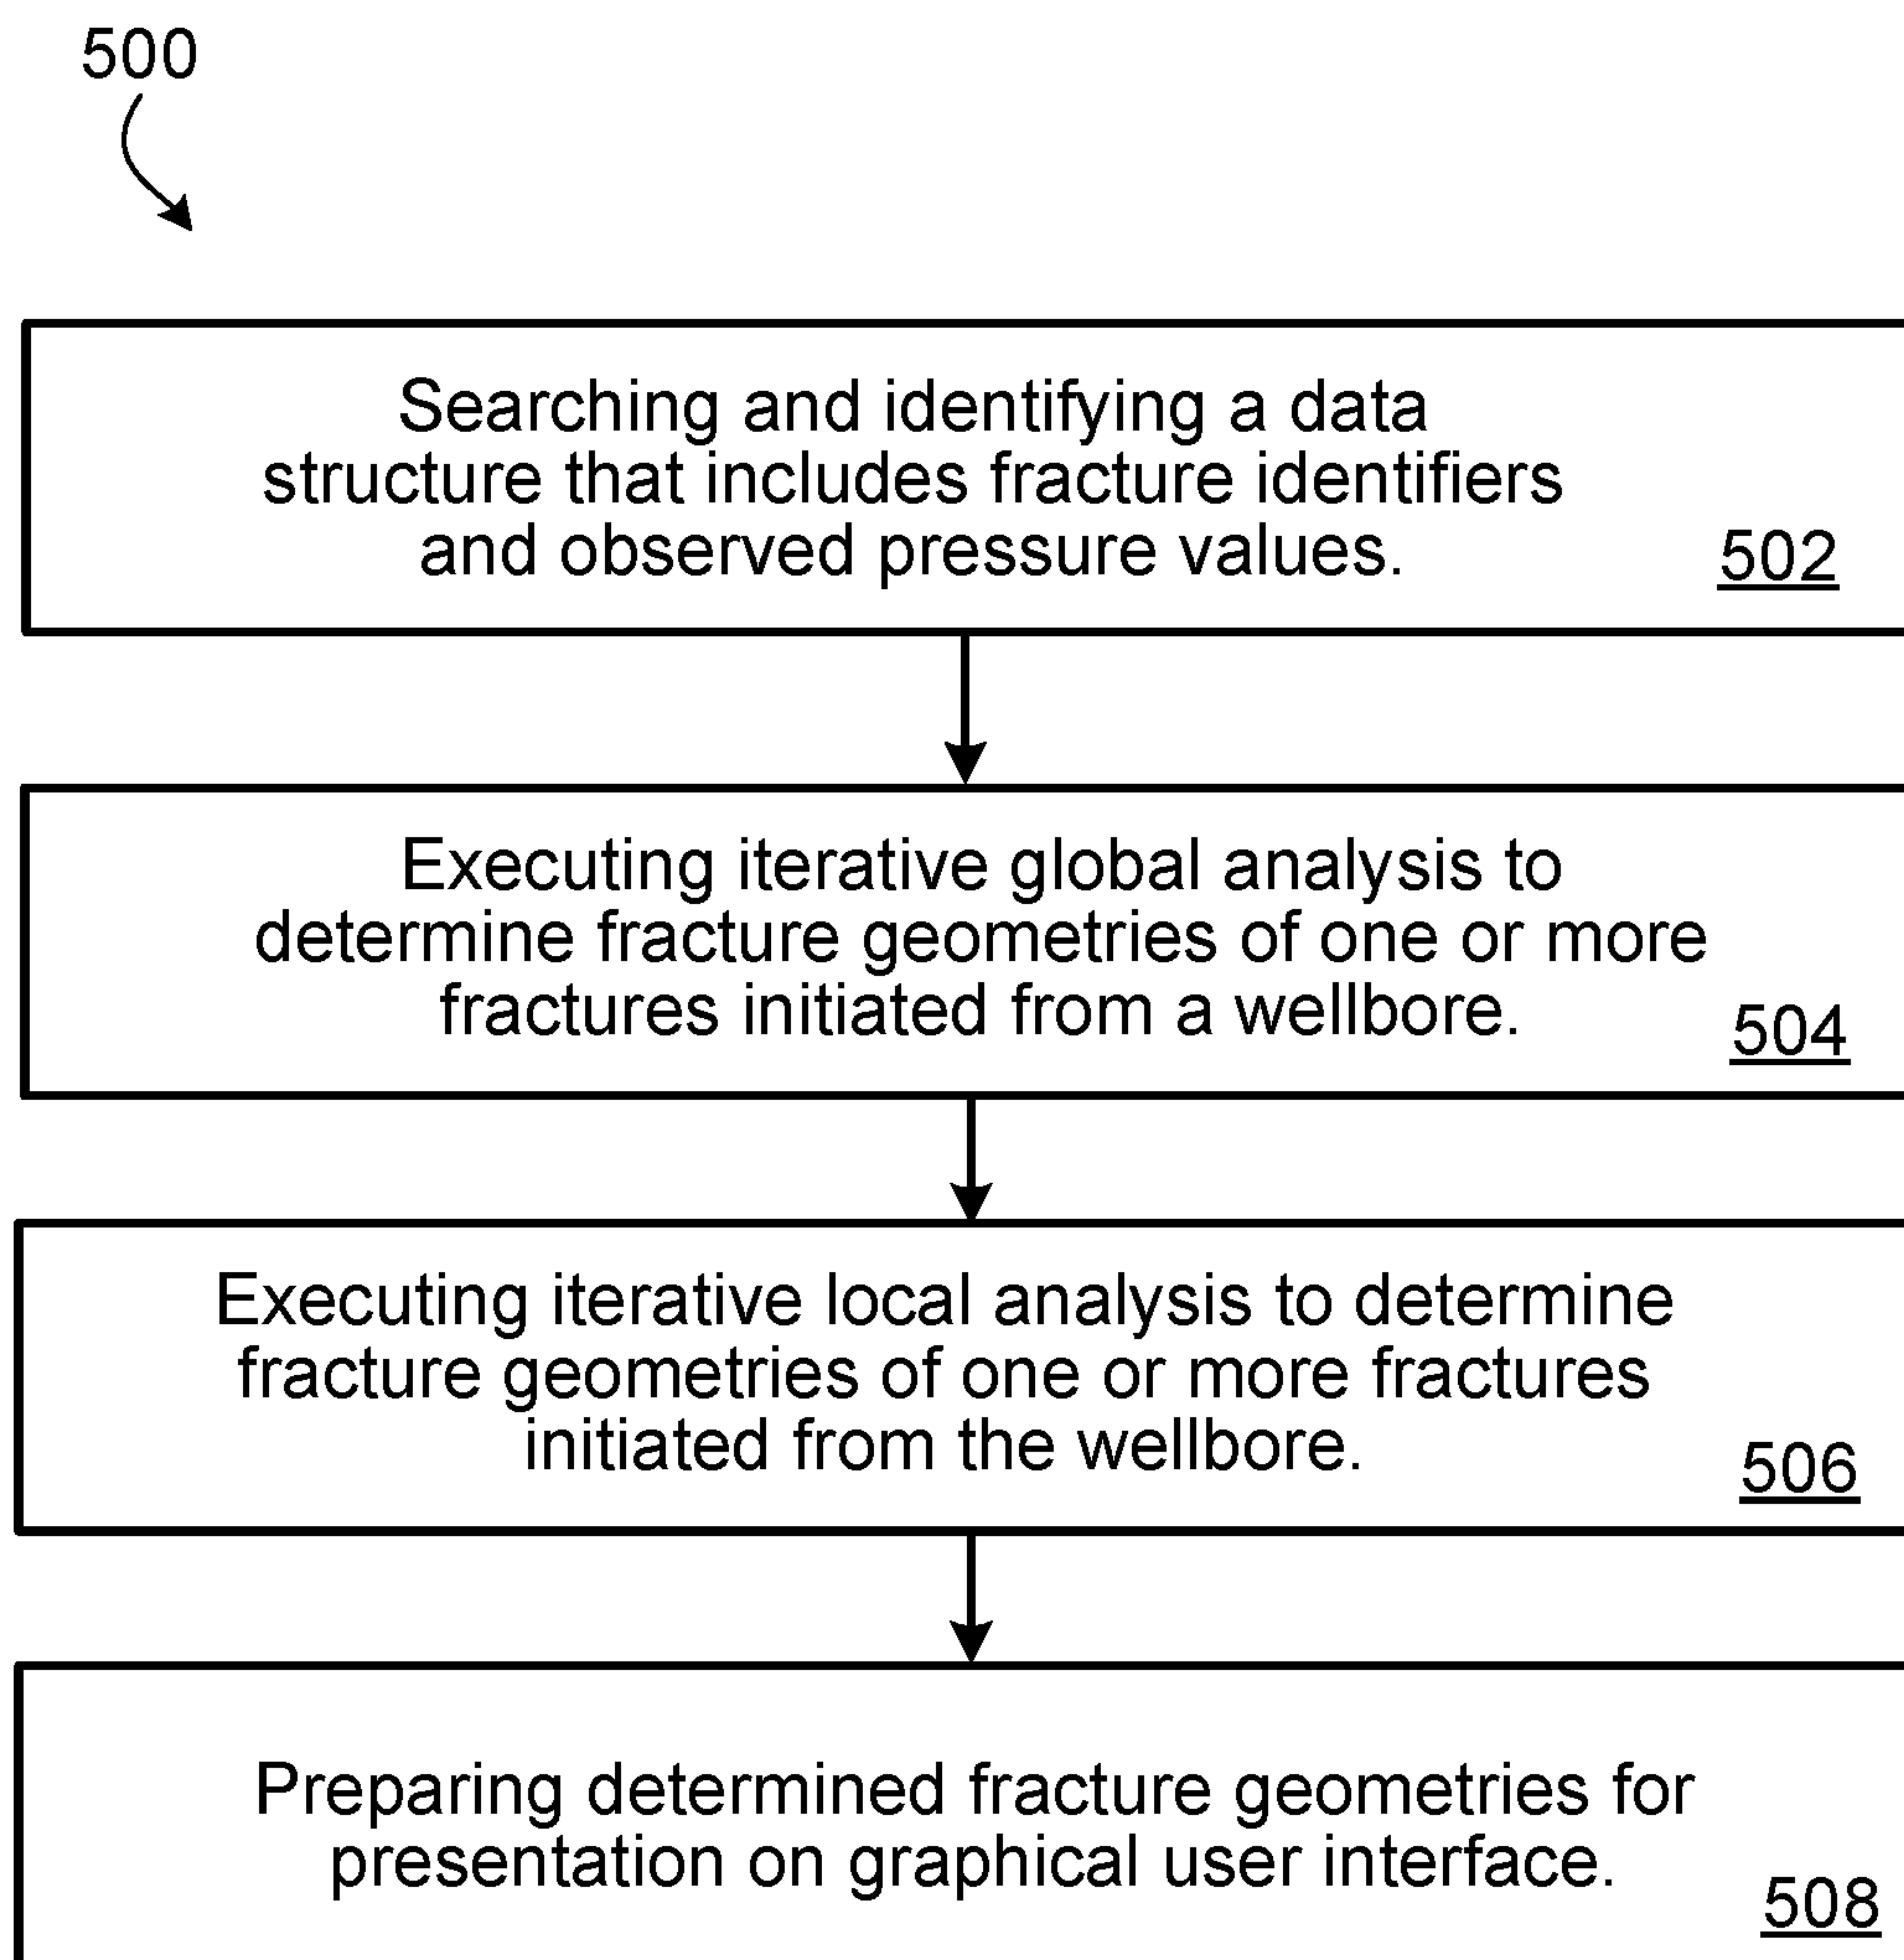 500
Searching and identifying a data
structure that includes fracture identifiers
and observed pressure values.
502
Executing iterative global analysis to
determine fracture geometries of one or more
fractures initiated from a wellbore.
504
Executing iterative local analysis to determine
fracture geometries of one or more fractures
initiated from the wellbore.
506
Preparing determined fracture geometries for
presentation on graphical user interface.
508